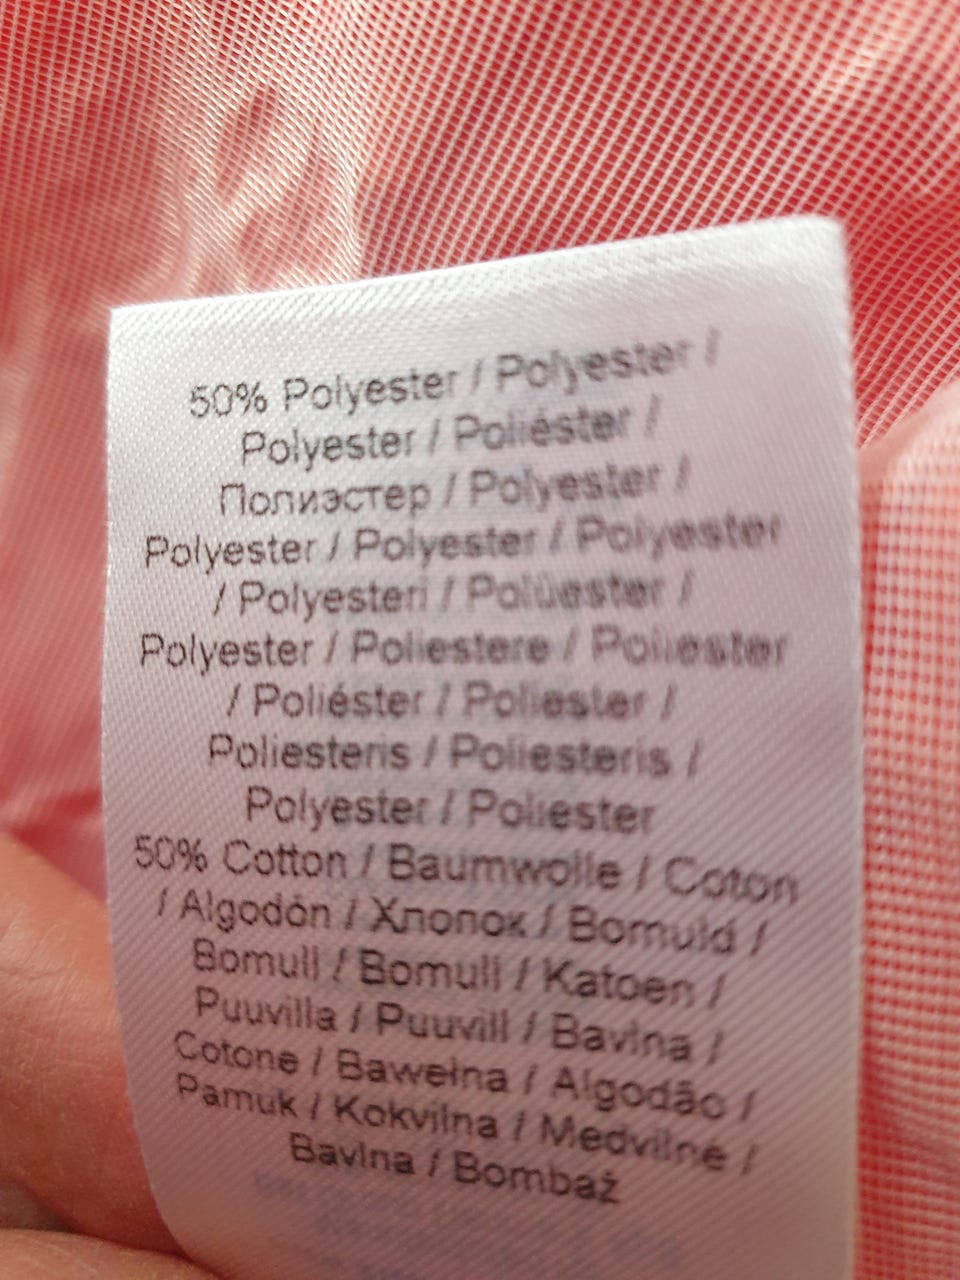 50% Polyester / Polyester /
Polyester / Poliéster /
Полиэстер / Polyester /
Polyester / Polyester / Polyester
/ Polyesteri / Polüester /
Polyester / Poliestere / Poliester
/ Poliéster / Poliester /
Poliesteris / Poliesteris /
Polyester / Poliester
50% Cotton / Baumwolle / Coton
/ Algodón / Хлопок / Bomuld /
Bomull / Bomull / Katoen /
Puuvilla / Puuvill / Bavlna /
Cotone / Bawełna / Algodão /
Pamuk / Kokvilna / Medvilnė /
Bavlna / Bombaž